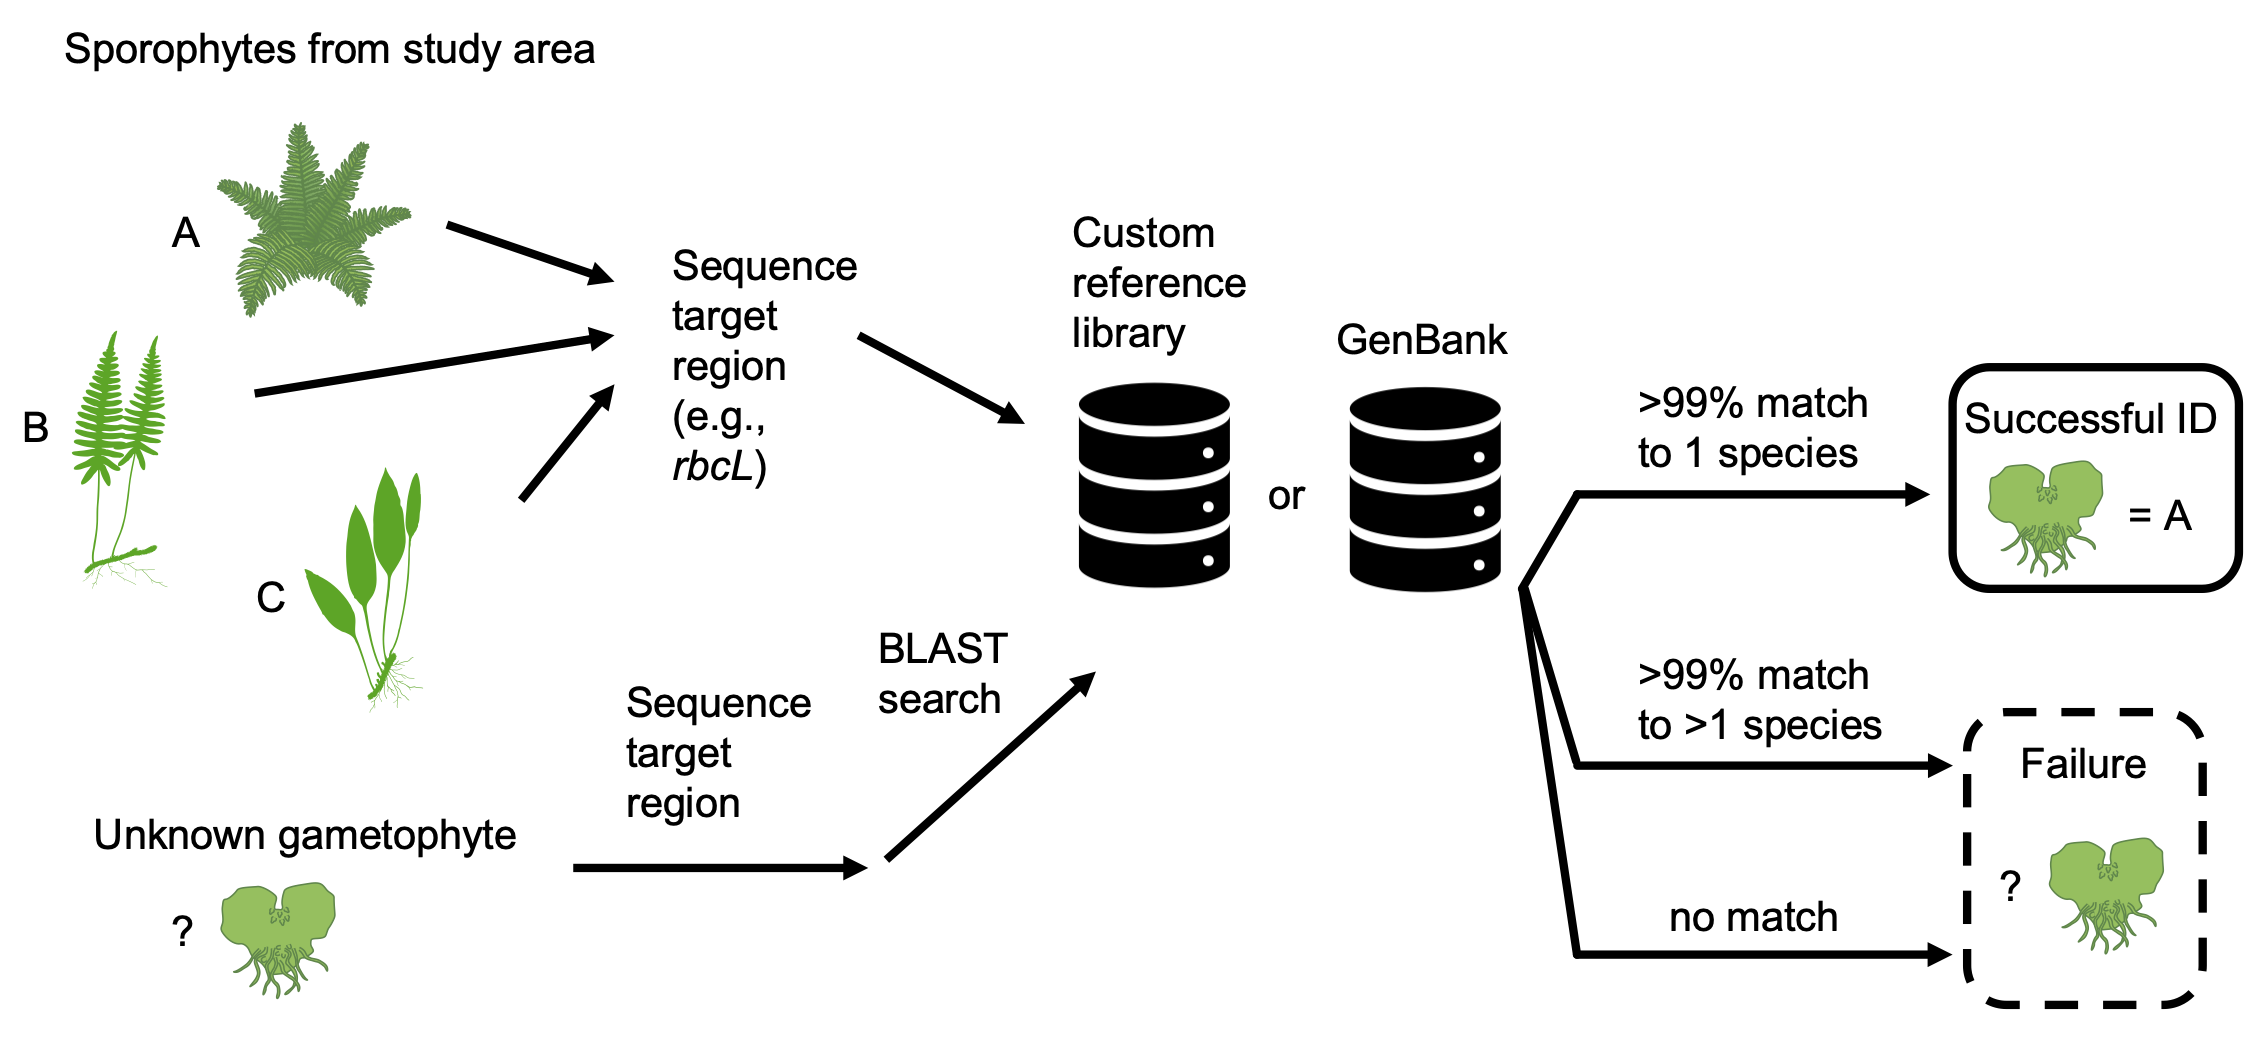 Sporophytes from study area
A
B
C
Sequence
target
region
(e.g.,
rbcL)
Custom
reference
library
GenBank
or
Unknown gametophyte
?
Sequence
target
region
BLAST
search
>99% match
to 1 species
Successful ID
= A
>99% match
to >1 species
no match
Failure
?